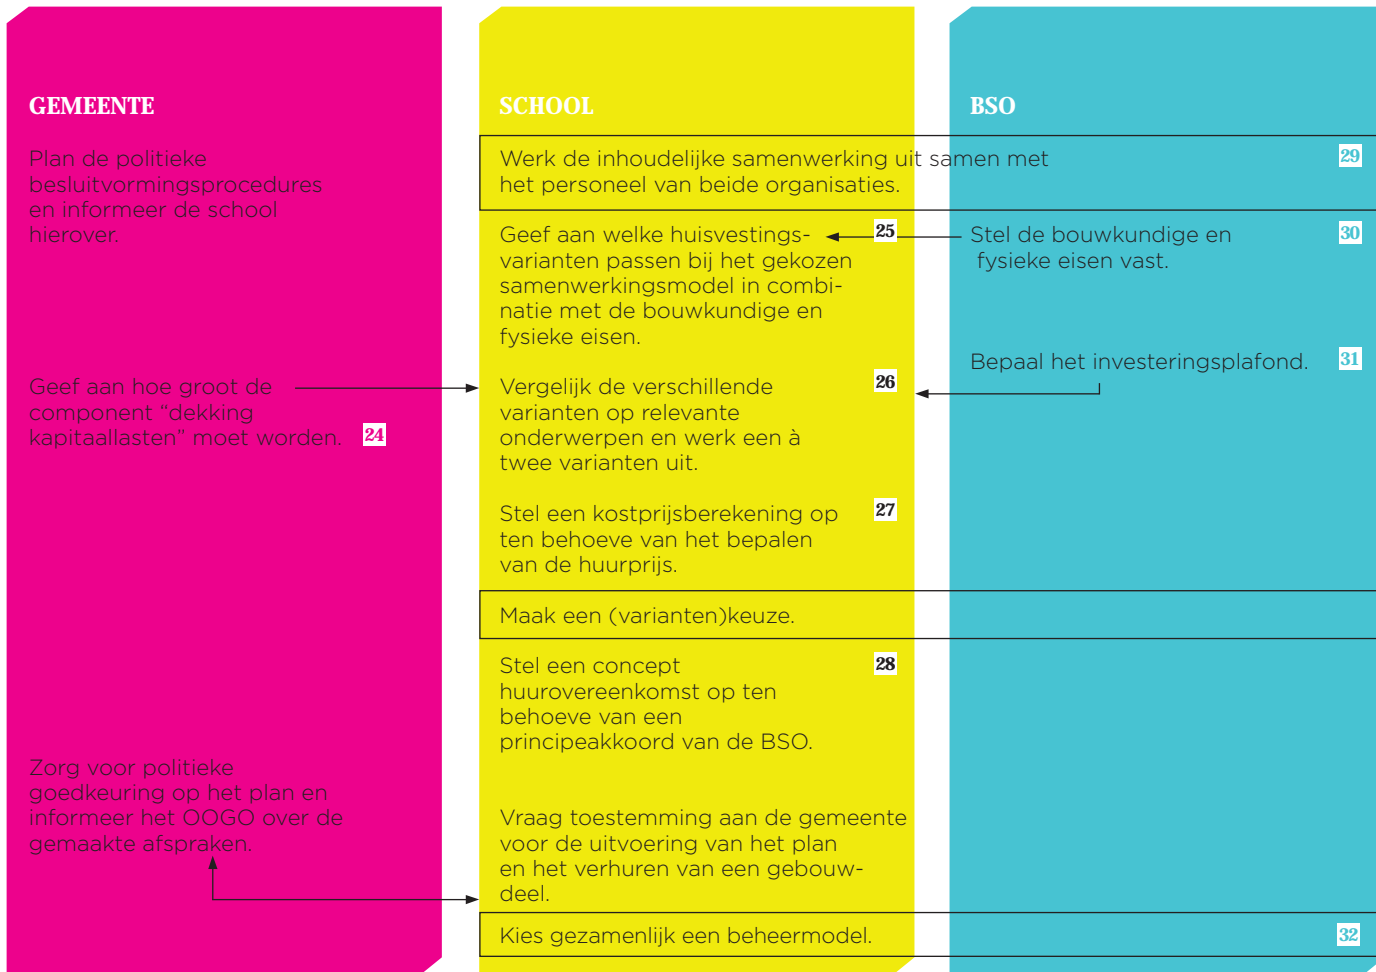 GEMEENTE
Plan de politieke
besluitvormingsprocedures
en informeer de school
hierover.
Geef aan hoe groot de
component “dekking
kapitaallasten” moet worden. 24
Zorg voor politieke
goedkeuring op het plan en
informeer het OOGO over de
gemaakte afspraken.
SCHOOL
Werk de inhoudelijke samenwerking uit samen met 29
het personeel van beide organisaties.
Geef aan welke huisvestings- 25
varianten passen bij het gekozen
samenwerkingsmodel in combi-
natie met de bouwkundige en
fysieke eisen.
Vergelijk de verschillende 26
varianten op relevante
onderwerpen en werk een à
twee varianten uit.
Stel een kostprijsberekening op 27
ten behoeve van het bepalen
van de huurprijs.
Maak een (varianten)keuze.
Stel een concept 28
huurovereenkomst op ten
behoeve van een
principeakkoord van de BSO.
Vraag toestemming aan de gemeente
voor de uitvoering van het plan
en het verhuren van een gebouw-
deel.
Kies gezamenlijk een beheermodel. 32
BSO
Stel de bouwkundige en 30
fysieke eisen vast.
Bepaal het investeringsplafond. 31